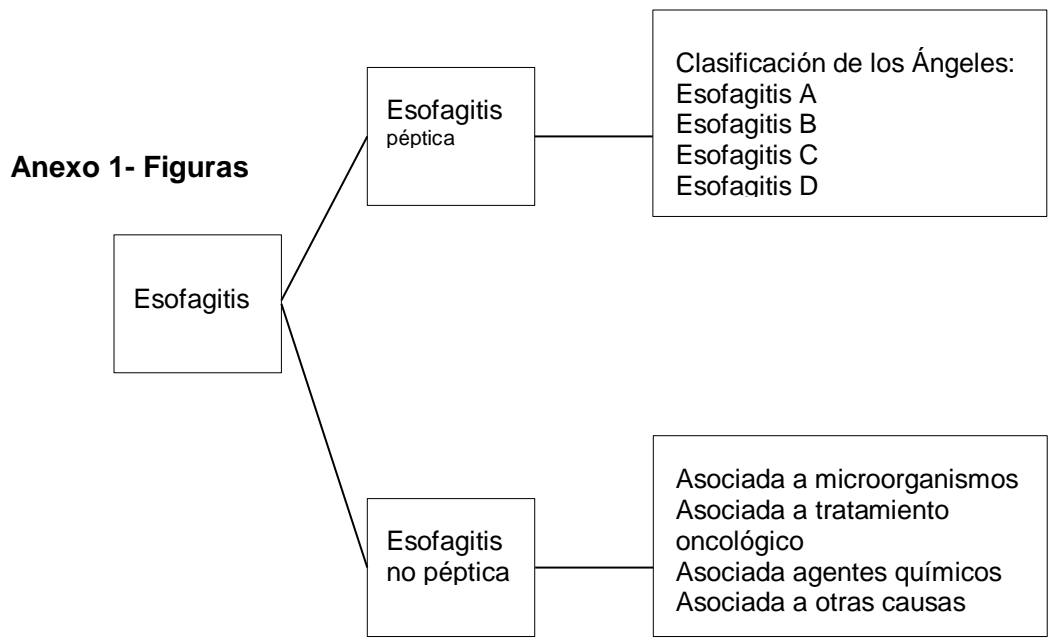 Anexo 1- Figuras
Esofagitis
Esofagitis
péptica
Clasificación de los Ángeles:
Esofagitis A
Esofagitis B
Esofagitis C
Esofagitis D
Esofagitis
no péptica
Asociada a microorganismos
Asociada a tratamiento
oncológico
Asociada agentes químicos
Asociada a otras causas